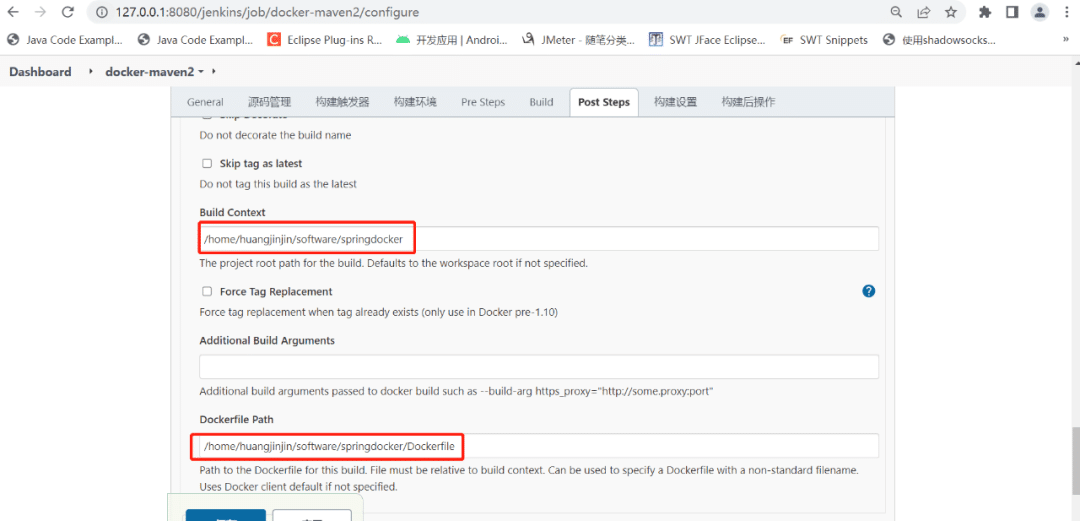 127.0.0.1:8080/jenkins/job/docker-maven2/configure
Java Code Exampl... Java Code Exampl... Eclipse Plug-ins R... 开发应用 | Androi... JMeter - 随笔分类... SWT JFace Eclipse... EF SWT Snippets 使用shadowsocks... »
Dashboard docker-maven2
General 源码管理 构建触发器 构建环境 Pre Steps Build Post Steps 构建设置 构建后操作
Skip Decorate
Do not decorate the build name
Skip tag as latest
Do not tag this build as the latest
Build Context
/home/huangjinjin/software/springdocker
The project root path for the build. Defaults to the workspace root if not specified.
Force Tag Replacement ?
Force tag replacement when tag already exists (only use in Docker pre-1.10)
Additional Build Arguments
Additional build arguments passed to docker build such as --build-arg https_proxy="http://some.proxy:port"
Dockerfile Path
/home/huangjinjin/software/springdocker/Dockerfile
Path to the Dockerfile for this build. File must be relative to build context. Can be used to specify a Dockerfile with a non-standard filename.
Uses Docker client default if not specified.